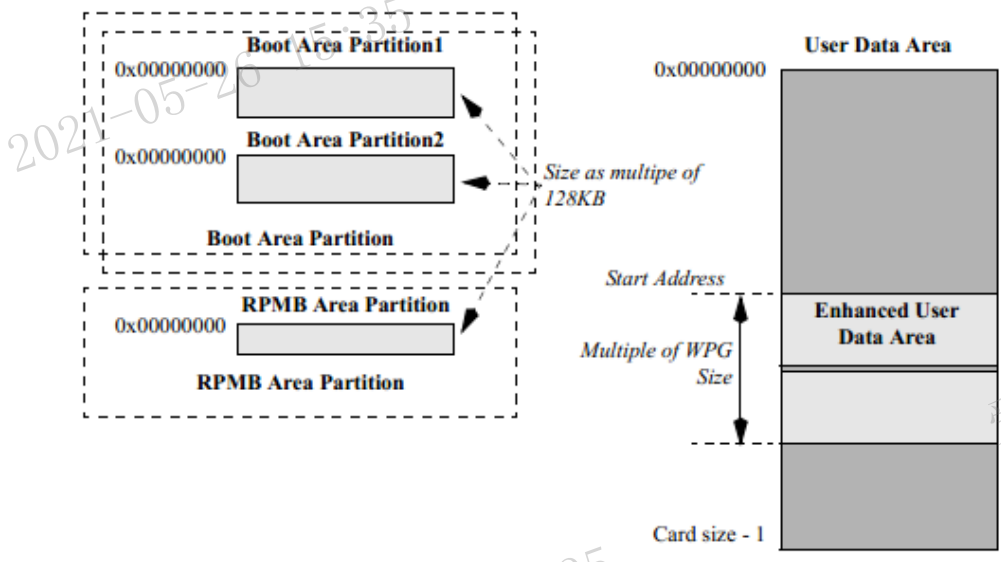 2021-05-26 15:35
Boot Area Partition1
0x00000000
Boot Area Partition2
0x00000000
Boot Area Partition
Size as multipe of
128KB
RPMB Area Partition
0x00000000
RPMB Area Partition
User Data Area
0x00000000
Start Address
Enhanced User
Data Area
Multiple of WPG
Size
Card size - 1